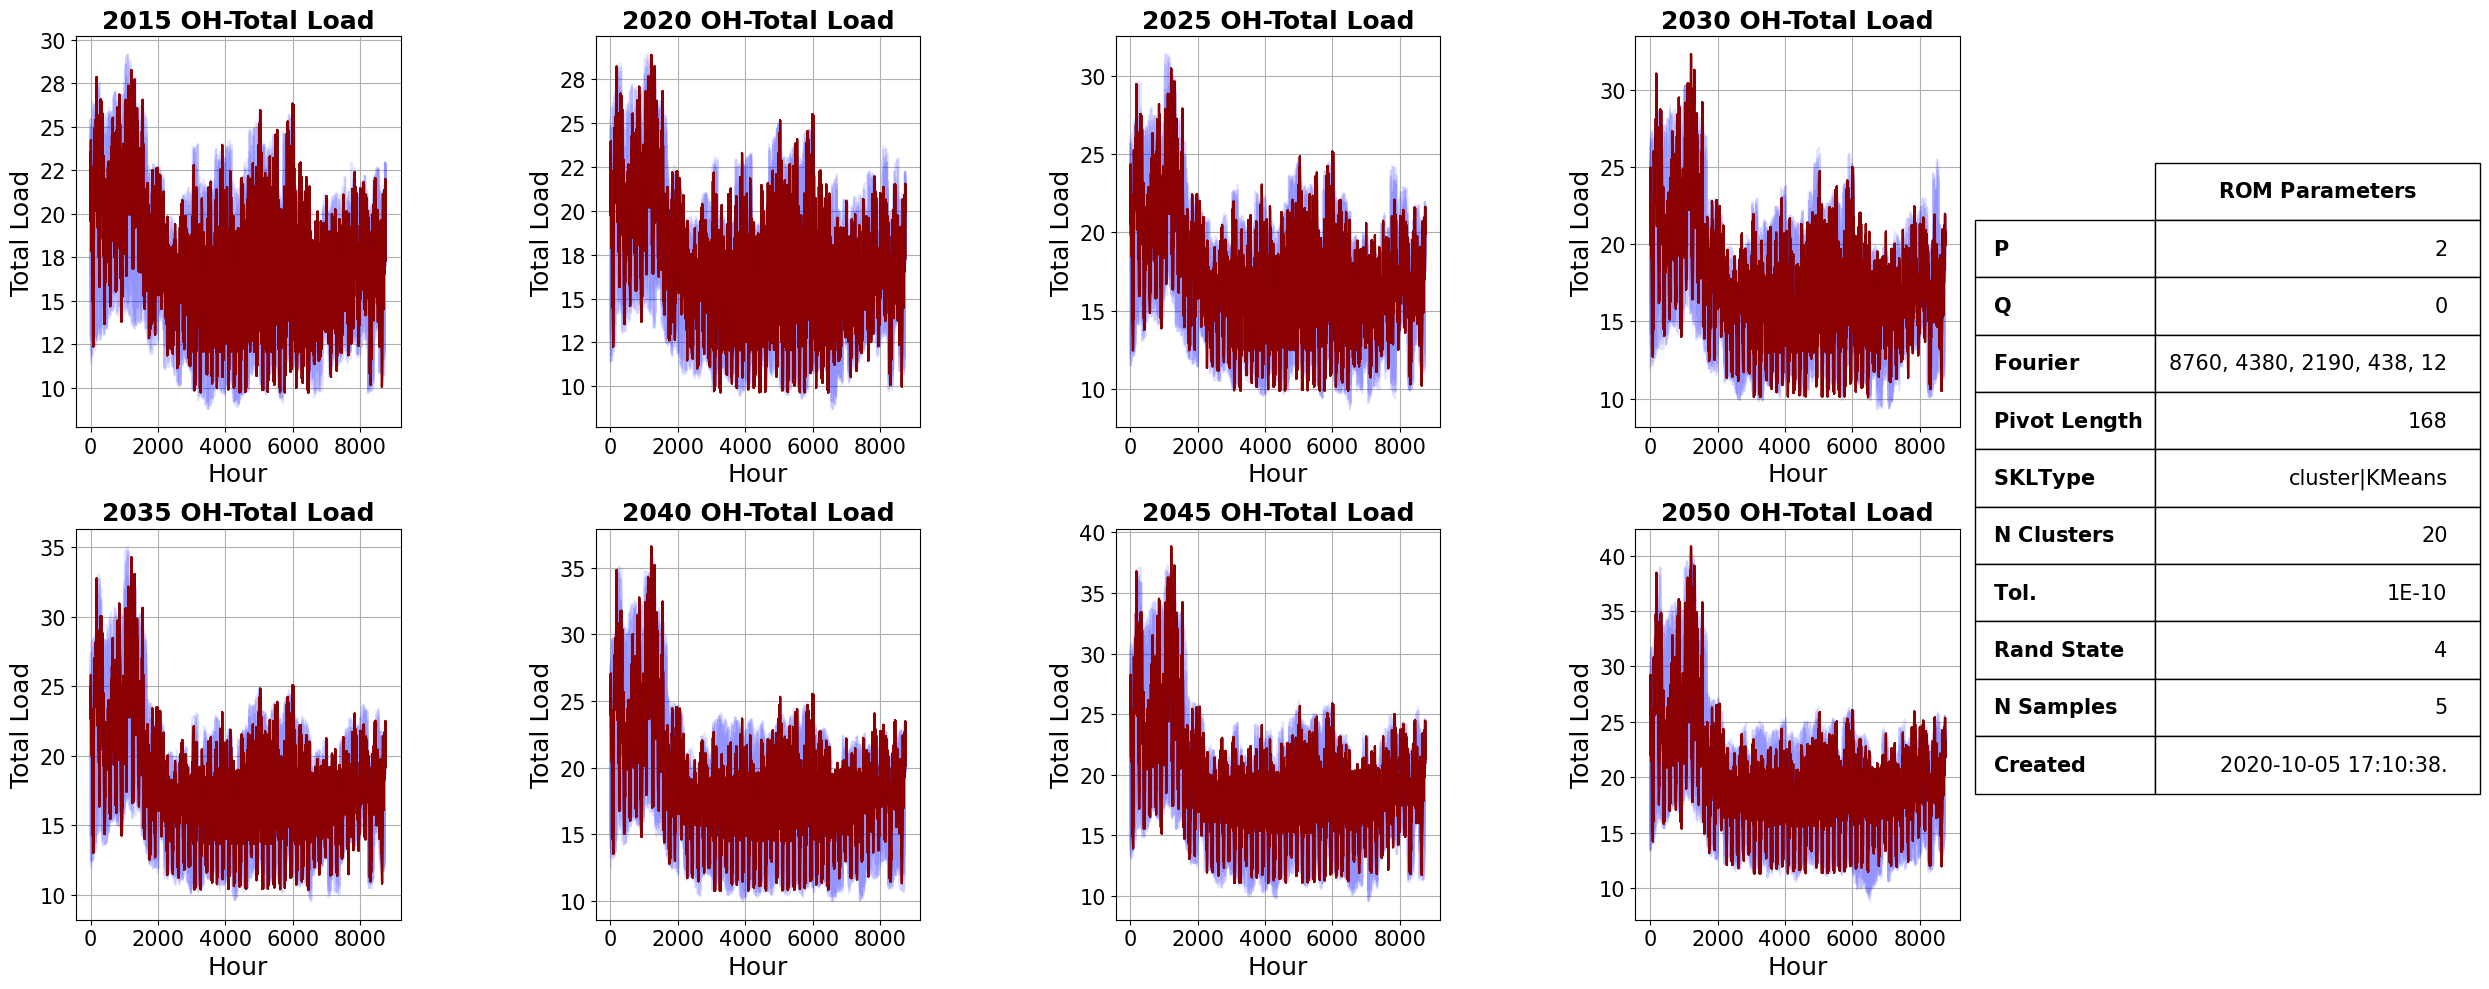 2015 OH-Total Load
30
28
25
22
20
18
15
12
10
Total Load
0 2000 4000 6000 8000
Hour
2020 OH-Total Load
28
25
22
20
18
15
12
10
Total Load
0 2000 4000 6000 8000
Hour
2025 OH-Total Load
30
25
20
15
10
Total Load
0 2000 4000 6000 8000
Hour
2030 OH-Total Load
30
25
20
15
10
Total Load
0 2000 4000 6000 8000
Hour
2035 OH-Total Load
35
30
25
20
15
10
Total Load
0 2000 4000 6000 8000
Hour
2040 OH-Total Load
35
30
25
20
15
10
Total Load
0 2000 4000 6000 8000
Hour
2045 OH-Total Load
40
35
30
25
20
15
10
Total Load
0 2000 4000 6000 8000
Hour
2050 OH-Total Load
40
35
30
25
20
15
10
Total Load
0 2000 4000 6000 8000
Hour
ROM Parameters
P 2
Q 0
Fourier 8760, 4380, 2190, 438, 12
Pivot Length 168
SKLType cluster|KMeans
N Clusters 20
Tol. 1E-10
Rand State 4
N Samples 5
Created 2020-10-05 17:10:38.